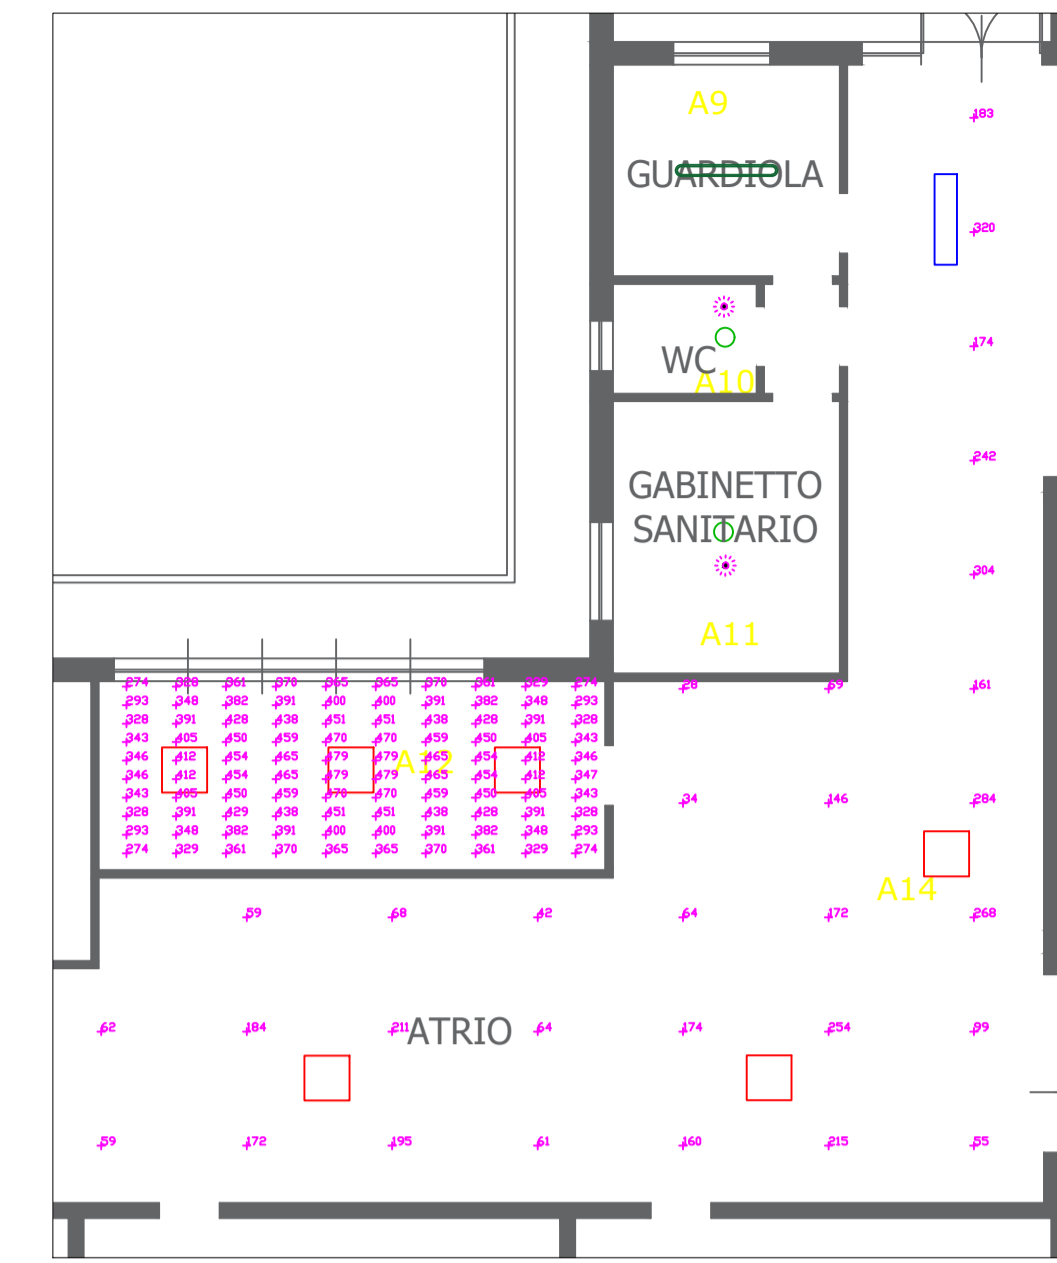 A9
183
GUARDIOLA
320
174
WC
A10
242
GABINETTO
SANITARIO
304
A11
274 328 361 370 365 365 370 361 329 274
28 69 161
293 348 382 391 400 400 391 382 348 293
328 391 428 438 451 451 438 428 391 328
343 405 450 459 470 470 459 450 405 343
A12
346 412 454 465 479 479 465 454 412 346
346 412 454 465 479 479 465 454 412 347
343 405 450 459 470 470 459 450 405 343
34 146 284
328 391 429 438 451 451 438 428 391 328
293 348 382 391 400 400 391 382 348 293
274 329 361 370 365 365 370 361 329 274
A14
59 68 42 64 172 268
62 184 211 64 174 254 99
ATRIO
59 172 195 61 160 215 55